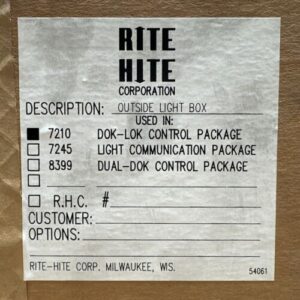 RITE
HITE
CORPORATION
DESCRIPTION: OUTSIDE LIGHT BOX
USED IN:
7210 DOK-LOK CONTROL PACKAGE
7245 LIGHT COMMUNICATION PACKAGE
8399 DUAL-DOK CONTROL PACKAGE
R.H.C. #
CUSTOMER:
OPTIONS:
RITE-HITE CORP. MILWAUKEE, WIS. 54061